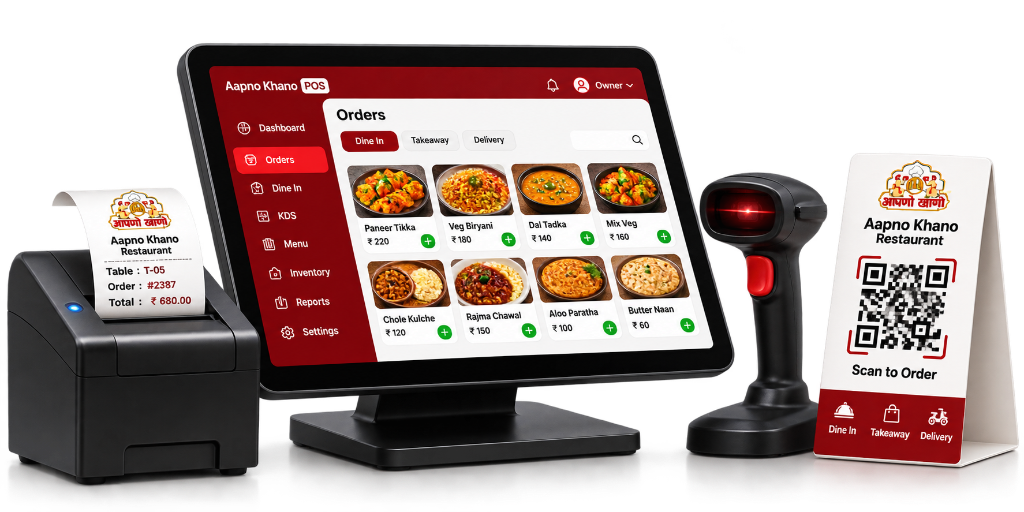 आपणो खाणो
Aapno Khano
Restaurant
Table : T-05
Order : #2387
Total : ₹ 680.00
Aapno Khano POS
Owner
Dashboard
Orders
Dine In
KDS
Menu
Inventory
Reports
Settings
Orders
Dine In
Takeaway
Delivery
Paneer Tikka
₹ 220
Veg Biryani
₹ 180
Dal Tadka
₹ 140
Mix Veg
₹ 160
Chole Kulche
₹ 120
Rajma Chawal
₹ 150
Aloo Paratha
₹ 100
Butter Naan
₹ 60
आपणो खाणो
Aapno Khano
Restaurant
Scan to Order
Dine In
Takeaway
Delivery